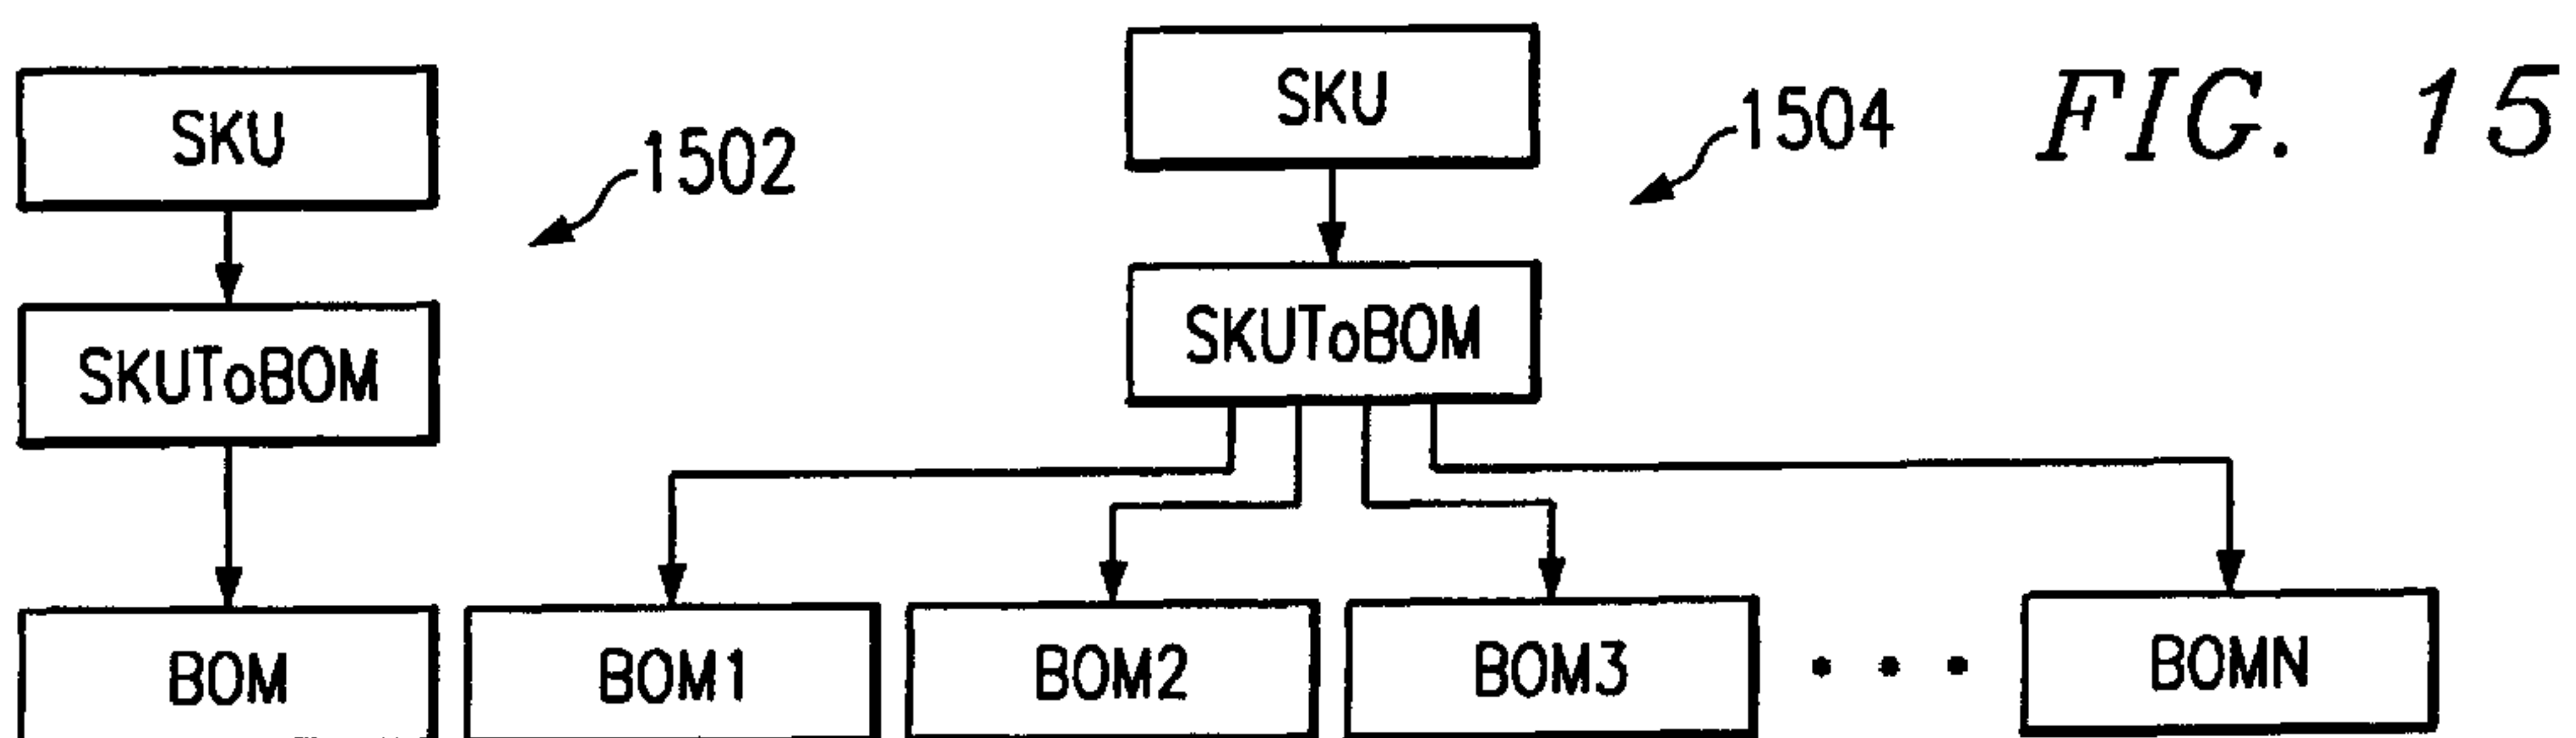 SKU
SKUToBOM
BOM
1502
SKU
SKUToBOM
BOM1
BOM2
BOM3
• • •
BOMN
1504
FIG. 15